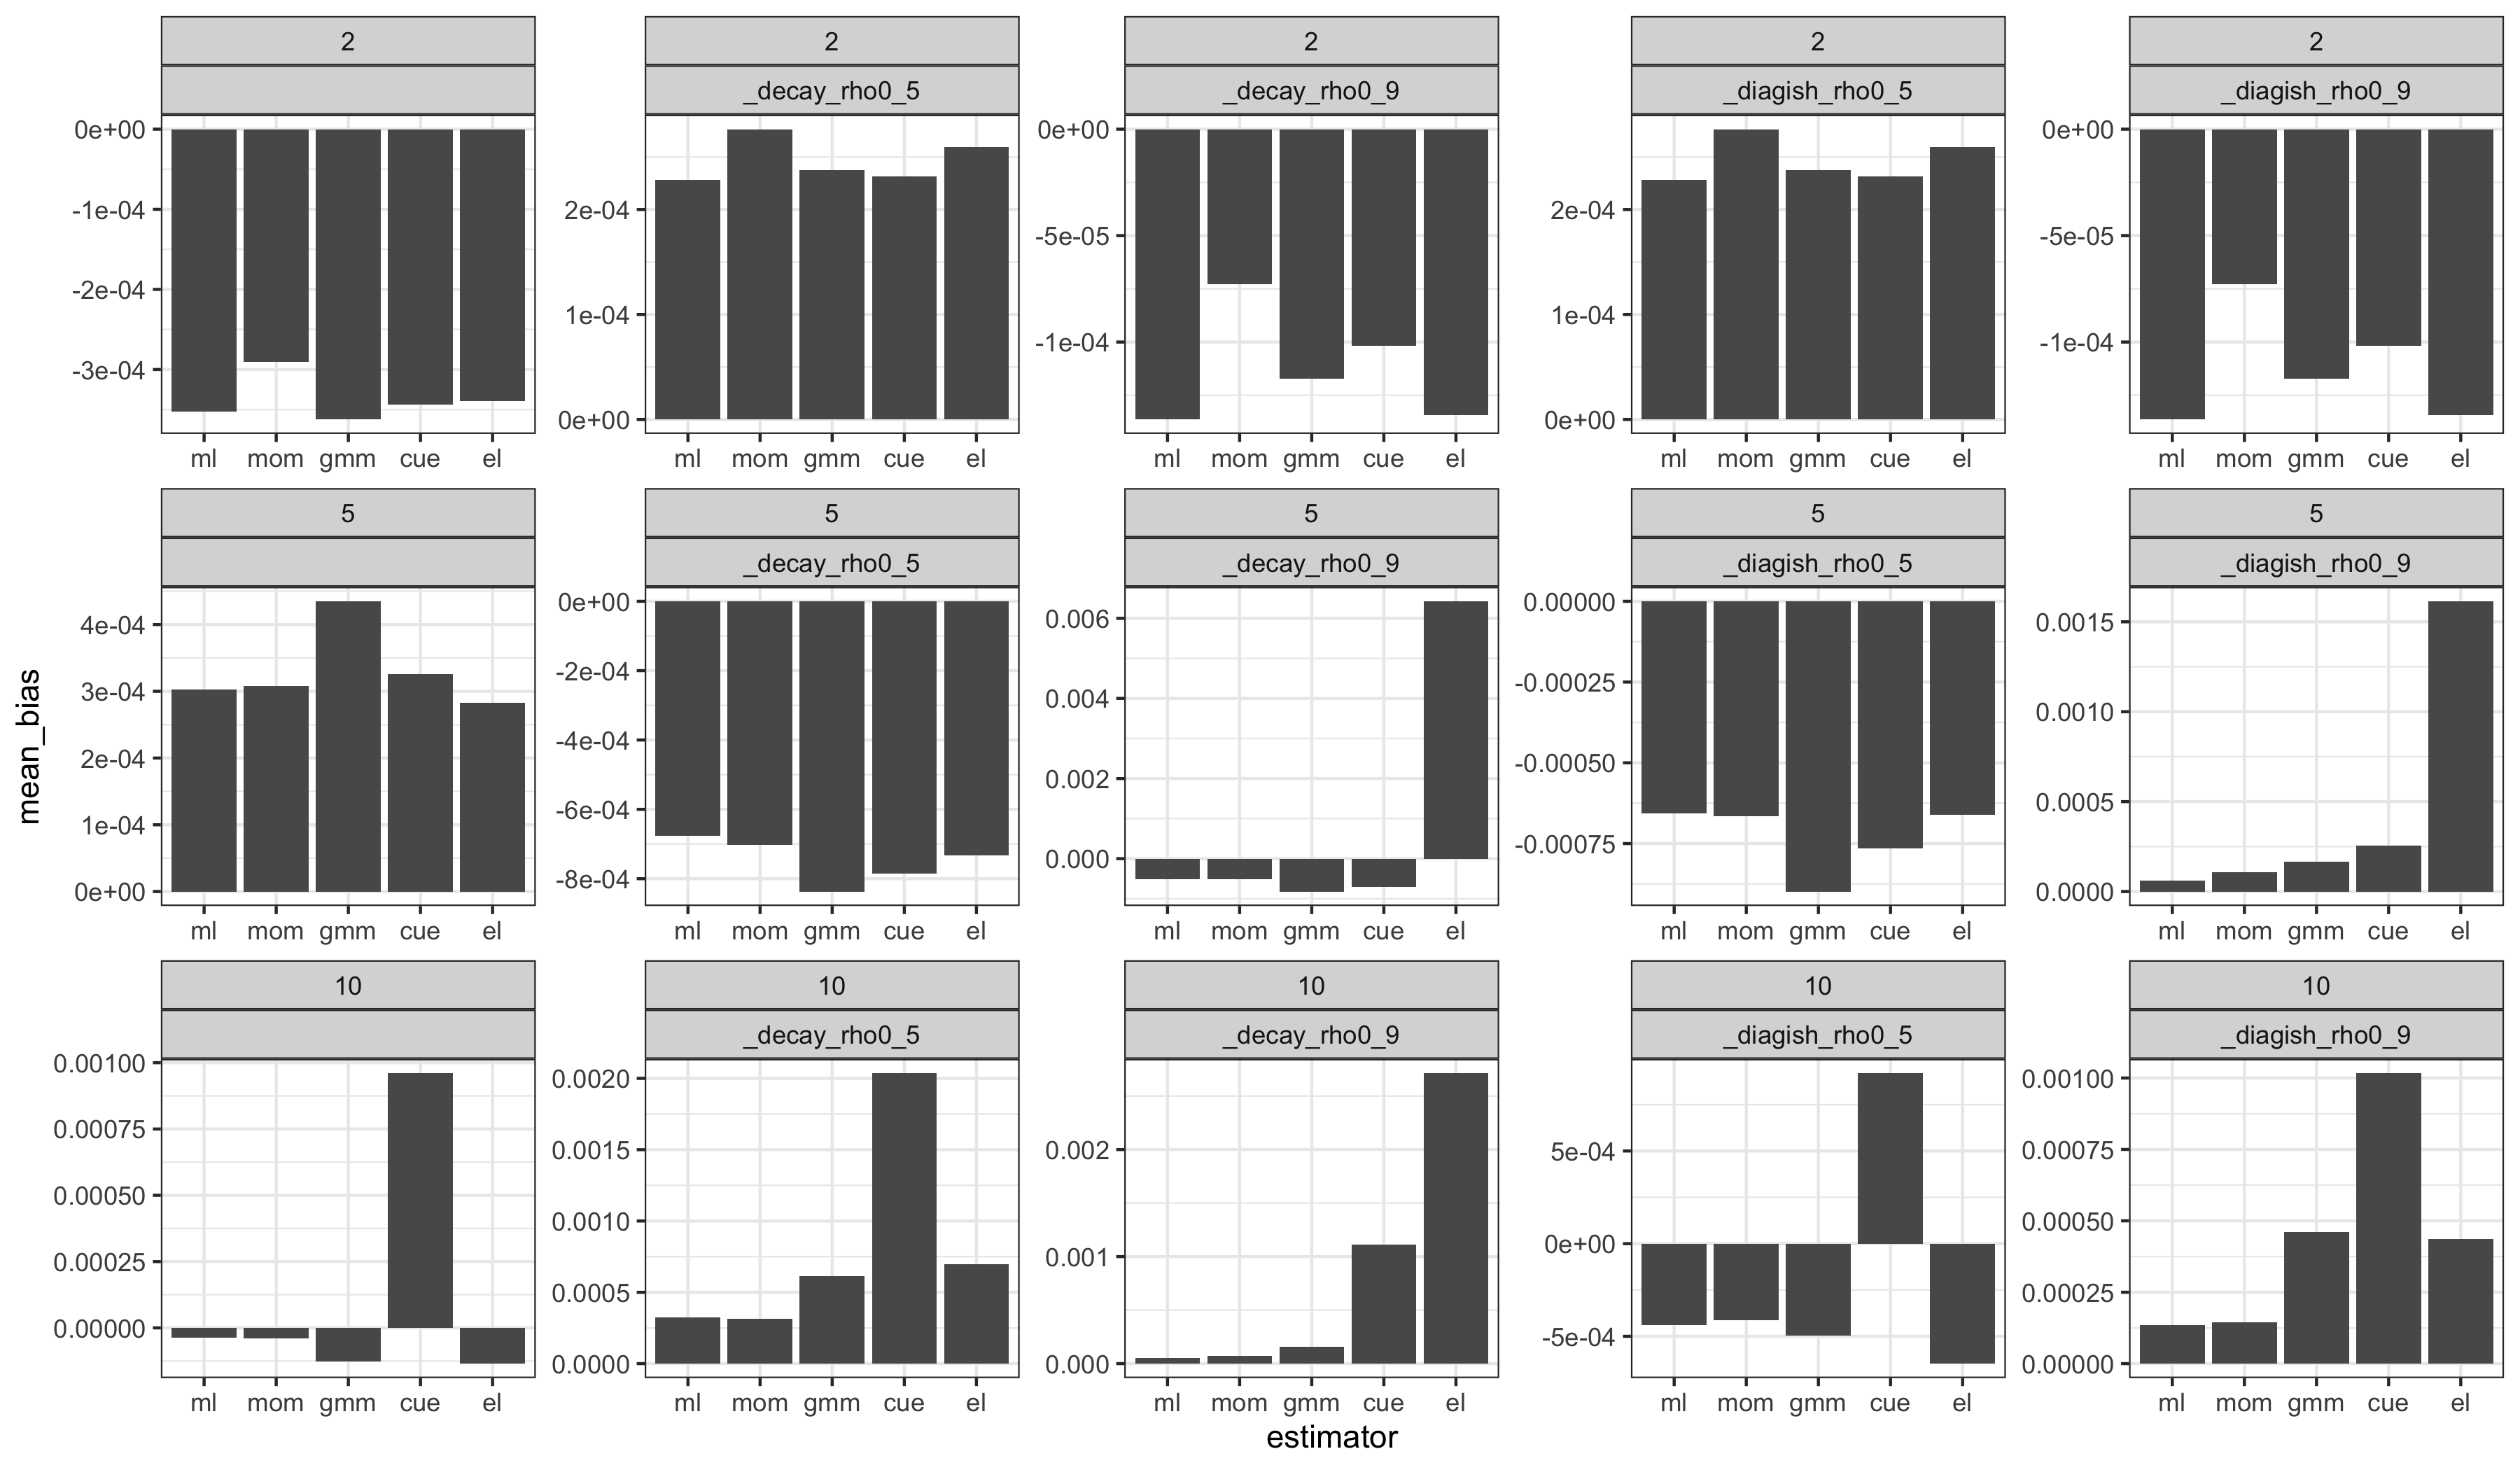 2 2 2 2 2
_decay_rho0_5 _decay_rho0_9 _diagish_rho0_5 _diagish_rho0_9
0e+00
-1e-04
-2e-04
-3e-04
2e-04
1e-04
0e+00
0e+00
-5e-05
-1e-04
2e-04
1e-04
0e+00
0e+00
-5e-05
-1e-04
ml mom gmm cue el ml mom gmm cue el ml mom gmm cue el ml mom gmm cue el ml mom gmm cue el
5 5 5 5 5
_decay_rho0_5 _decay_rho0_9 _diagish_rho0_5 _diagish_rho0_9
4e-04
3e-04
2e-04
1e-04
0e+00
0e+00
-2e-04
-4e-04
-6e-04
-8e-04
0.006
0.004
0.002
0.000
0.00000
-0.00025
-0.00050
-0.00075
0.0015
0.0010
0.0005
0.0000
ml mom gmm cue el ml mom gmm cue el ml mom gmm cue el ml mom gmm cue el ml mom gmm cue el
mean_bias
10 10 10 10 10
_decay_rho0_5 _decay_rho0_9 _diagish_rho0_5 _diagish_rho0_9
0.00100
0.00075
0.00050
0.00025
0.00000
0.0020
0.0015
0.0010
0.0005
0.0000
0.002
0.001
0.000
5e-04
0e+00
-5e-04
0.00100
0.00075
0.00050
0.00025
0.00000
ml mom gmm cue el ml mom gmm cue el ml mom gmm cue el ml mom gmm cue el ml mom gmm cue el
estimator